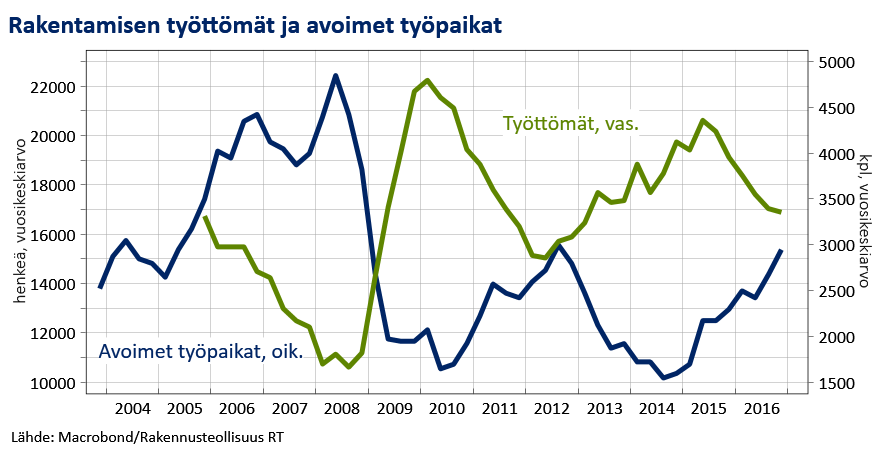 Rakentamisen työttömät ja avoimet työpaikat
henkeä, vuosikeskiarvo
22000
20000
18000
16000
14000
12000
10000
Työttömät, vas.
Avoimet työpaikat, oik.
5000
4500
4000
3500
3000
2500
2000
1500
kpl, vuosikeskiarvo
2004 2005 2006 2007 2008 2009 2010 2011 2012 2013 2014 2015 2016
Lähde: Macrobond/Rakennusteollisuus RT